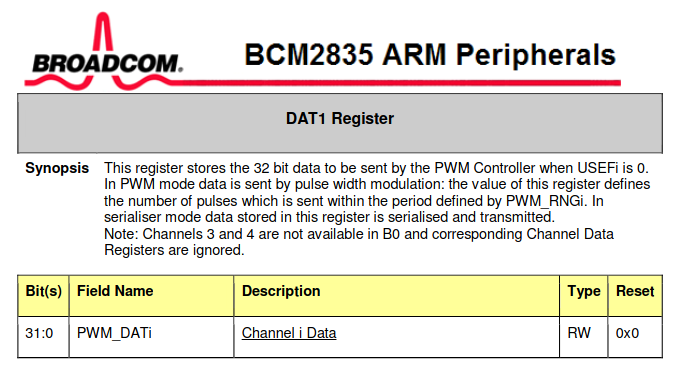 BROADCOM.
BCM2835 ARM Peripherals
DAT1 Register
Synopsis This register stores the 32 bit data to be sent by the PWM Controller when USEFi is 0.
In PWM mode data is sent by pulse width modulation: the value of this register defines
the number of pulses which is sent within the period defined by PWM_RNGi. In
serialiser mode data stored in this register is serialised and transmitted.
Note: Channels 3 and 4 are not available in B0 and corresponding Channel Data
Registers are ignored.
Bit(s) Field Name Description Type Reset
31:0 PWM_DATi Channel i Data RW 0x0